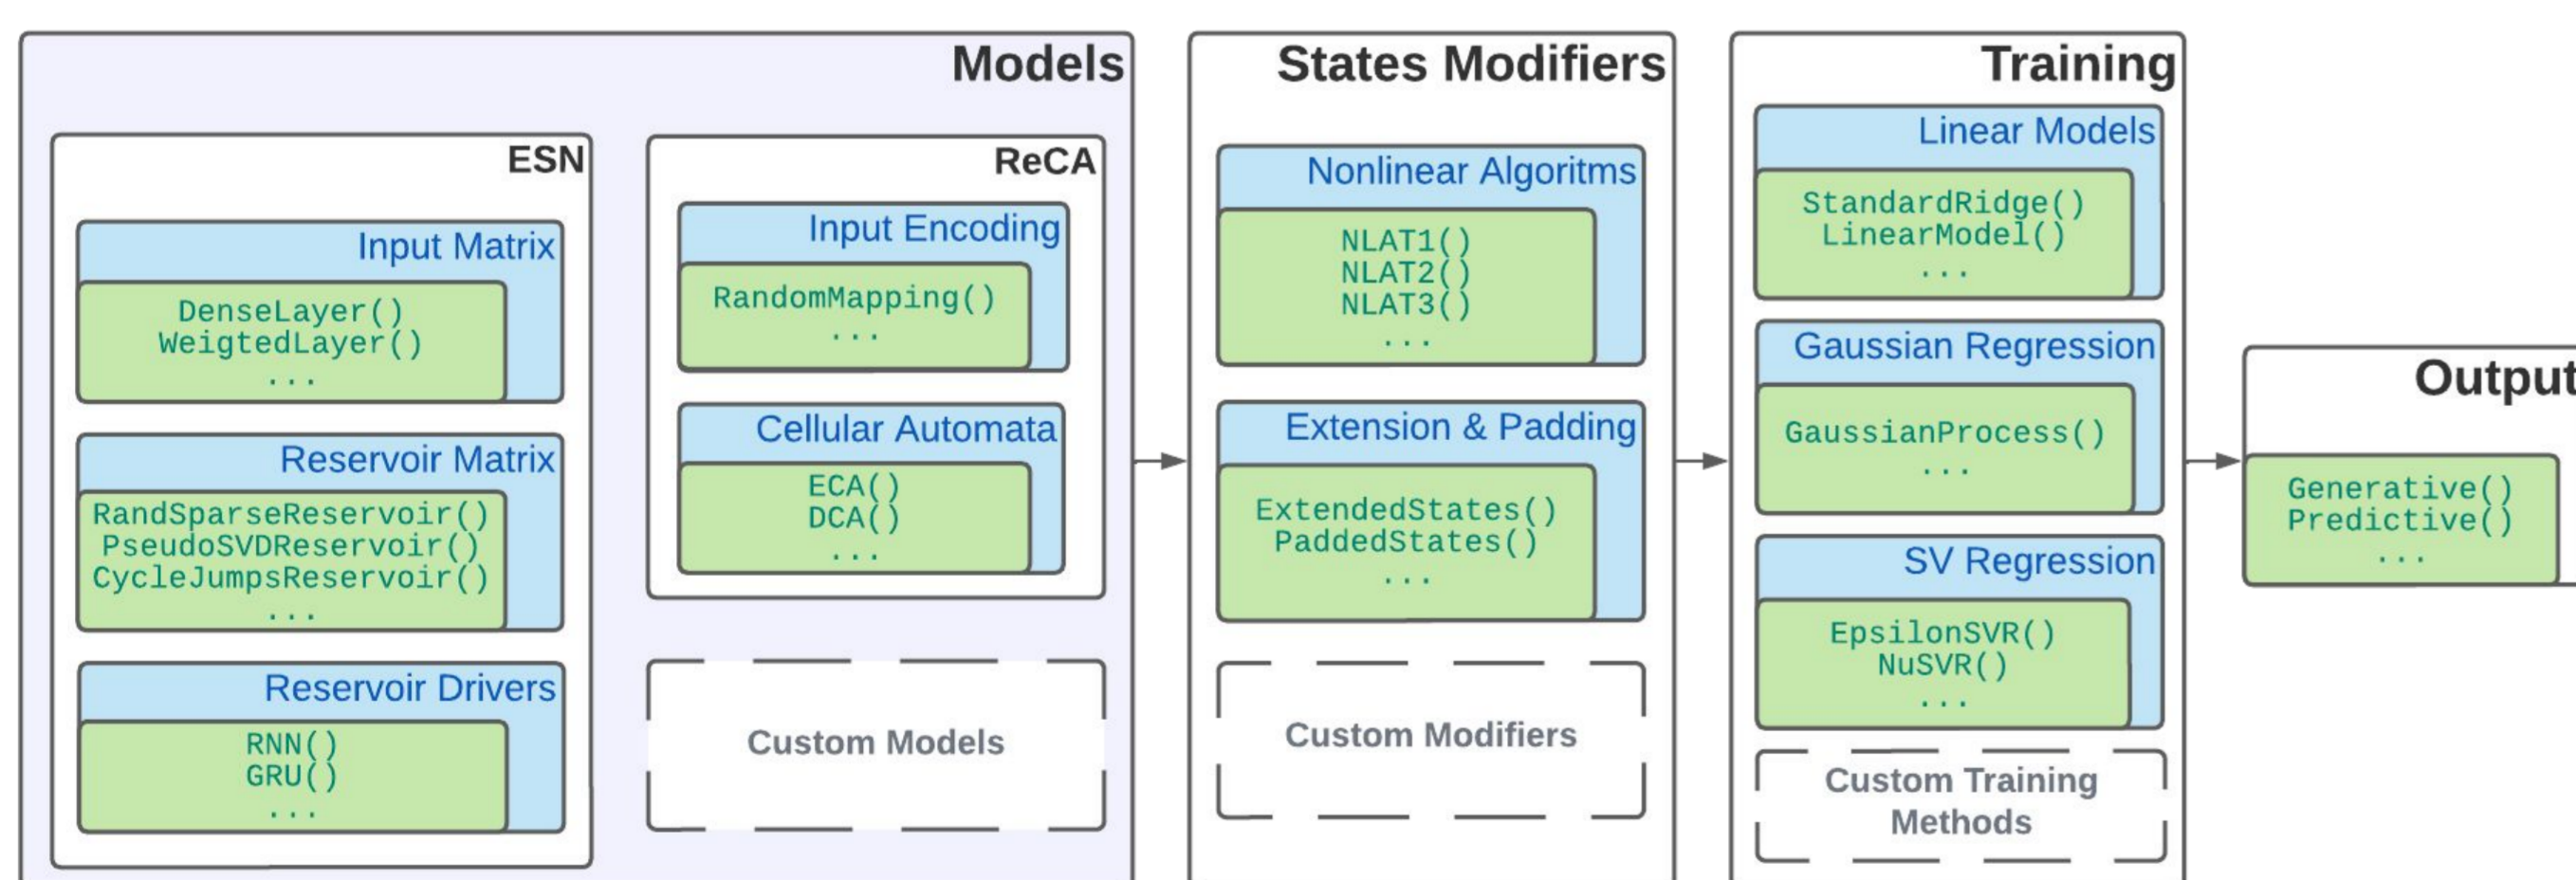 Models
ESN
Input Matrix
DenseLayer()
WeigtedLayer()
...
Reservoir Matrix
RandSparseReservoir()
PseudoSVDReservoir()
CycleJumpsReservoir()
...
Reservoir Drivers
RNN()
GRU()
...
ReCA
Input Encoding
RandomMapping()
...
Cellular Automata
ECA()
DCA()
...
Custom Models
States Modifiers
Nonlinear Algoritms
NLAT1()
NLAT2()
NLAT3()
...
Extension & Padding
ExtendedStates()
PaddedStates()
...
Custom Modifiers
Training
Linear Models
StandardRidge()
LinearModel()
...
Gaussian Regression
GaussianProcess()
...
SV Regression
EpsilonSVR()
NuSVR()
...
Custom Training
Methods
Output
Generative()
Predictive()
...